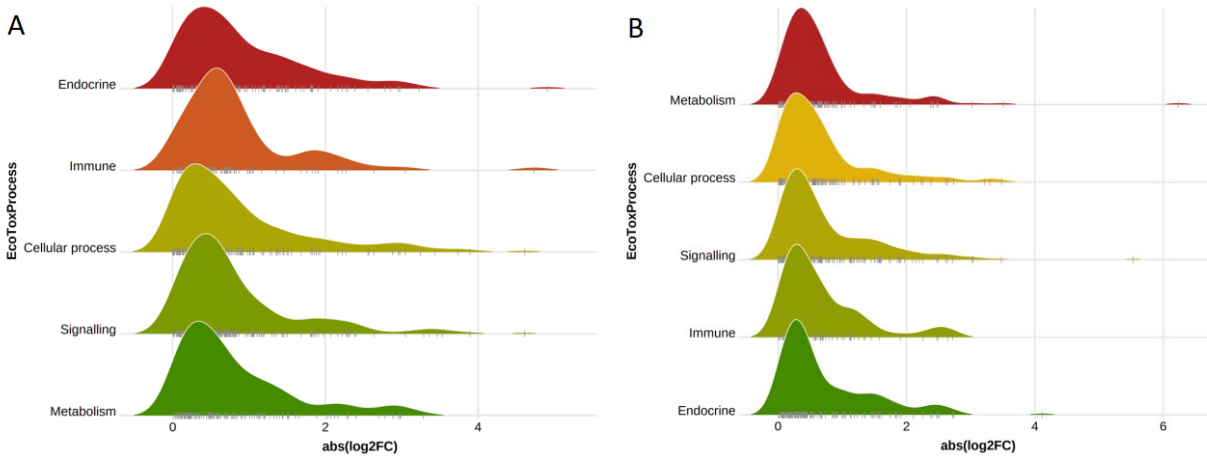 A
EcoToxProcess
Endocrine
Immune
Cellular process
Signalling
Metabolism
0 2 4
abs(log2FC)
B
EcoToxProcess
Metabolism
Cellular process
Signalling
Immune
Endocrine
0 2 4 6
abs(log2FC)